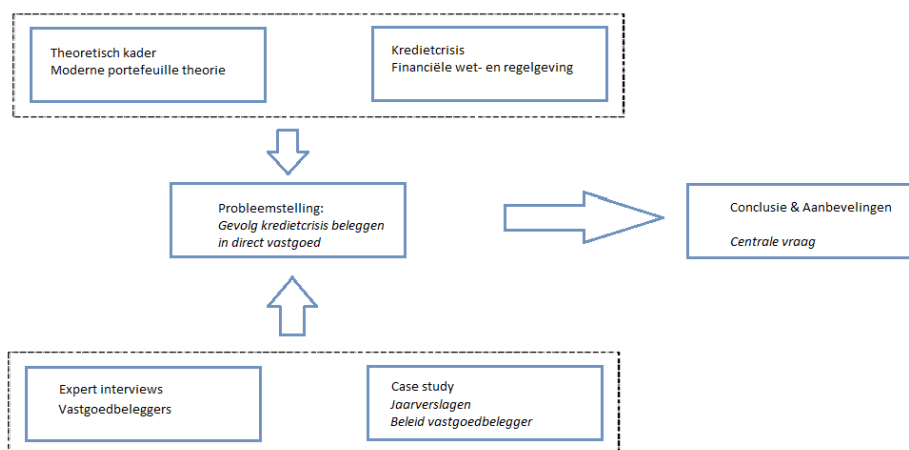 Theoretisch kader
Moderne portefeuille theorie
Kredietcrisis
Financiële wet- en regelgeving
Probleemstelling:
Gevolg kredietcrisis beleggen
in direct vastgoed
Conclusie & Aanbevelingen
Centrale vraag
Expert interviews
Vastgoedbeleggers
Case study
Jaarverslagen
Beleid vastgoedbelegger